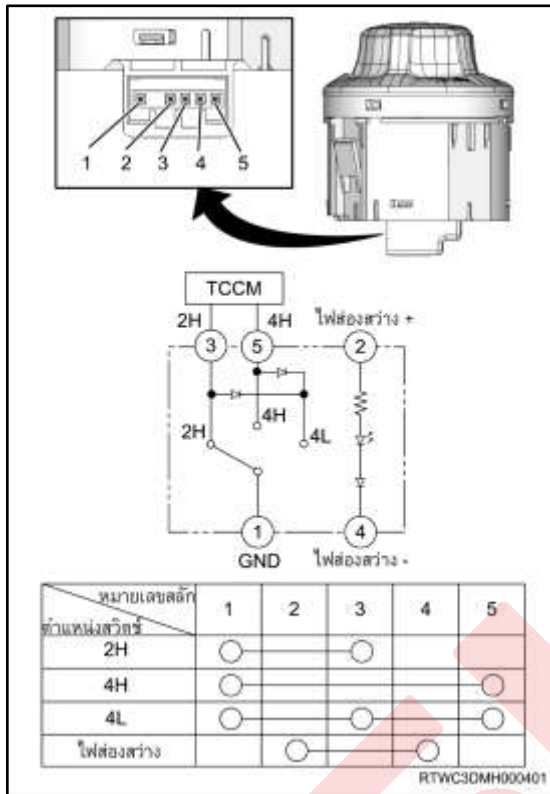 1 2 3 4 5
TCCM
2H 4H ไฟส่องสว่าง +
3 5 2
2H 4H 4L
1 4
GND ไฟส่องสว่าง -
หมายเลขสลัก 1 2 3 4 5
ตำแหน่งสวิตช์
2H
4H
4L
ไฟส่องสว่าง
RTWC3DMH000401